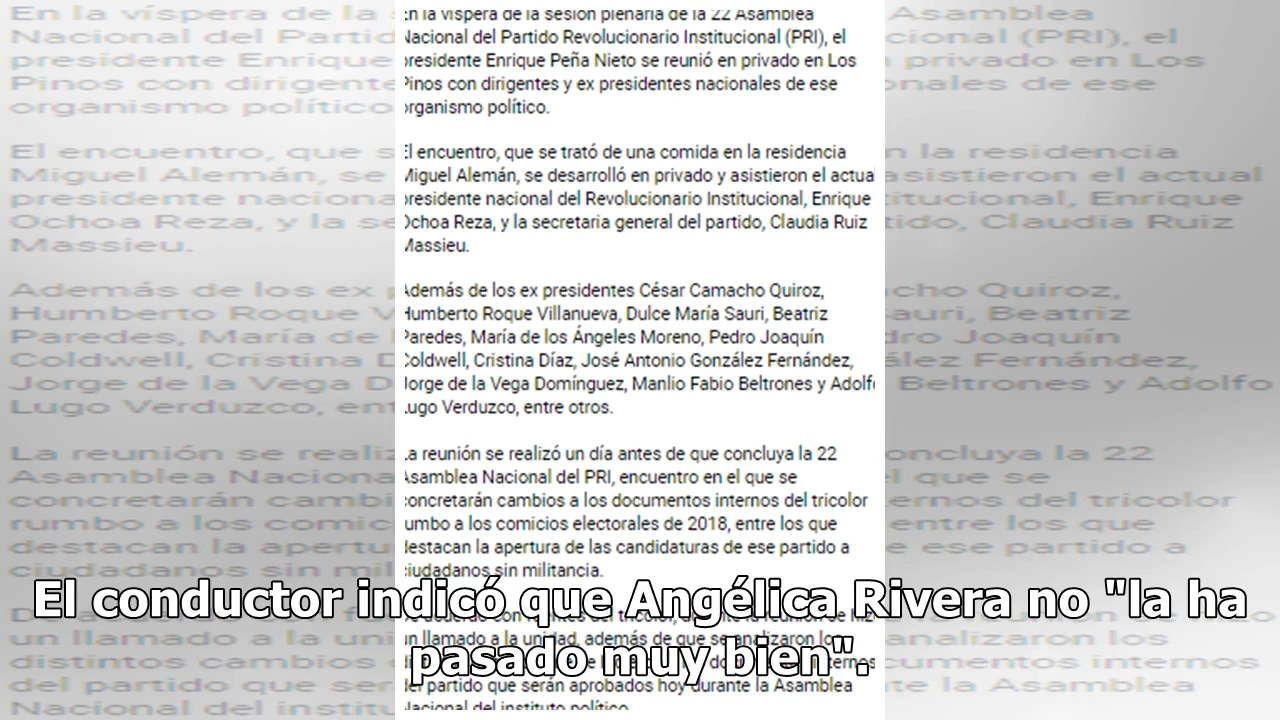 En la víspera de la sesión plenaria de la 22 Asamblea
Nacional del Partido Revolucionario Institucional (PRI), el
presidente Enrique Peña Nieto se reunió en privado en Los
Pinos con dirigentes y ex presidentes nacionales de ese
organismo político.
El encuentro, que se trató de una comida en la residencia
Miguel Alemán, se desarrolló en privado y asistieron el actual
presidente nacional del Revolucionario Institucional, Enrique
Ochoa Reza, y la secretaria general del partido, Claudia Ruiz
Massieu.
Además de los ex presidentes César Camacho Quiroz,
Humberto Roque Villanueva, Dulce María Sauri, Beatriz
Paredes, María de los Ángeles Moreno, Pedro Joaquín
Coldwell, Cristina Díaz, José Antonio González Fernández,
Jorge de la Vega Domínguez, Manlio Fabio Beltrones y Adolfo
Lugo Verduzco, entre otros.
La reunión se realizó un día antes de que concluya la 22
Asamblea Nacional del PRI, encuentro en el que se
concretarán cambios a los documentos internos del tricolor
rumbo a los comicios electorales de 2018, entre los que
destacan la apertura de las candidaturas de ese partido a
ciudadanos sin militancia.
El conductor indicó que Angélica Rivera no "la ha
pasado muy bien".
un llamado a la unidad, además de que se analizaron los
distintos cambios
del partido que serán aprobados hoy durante la Asamblea
Nacional del instituto político.